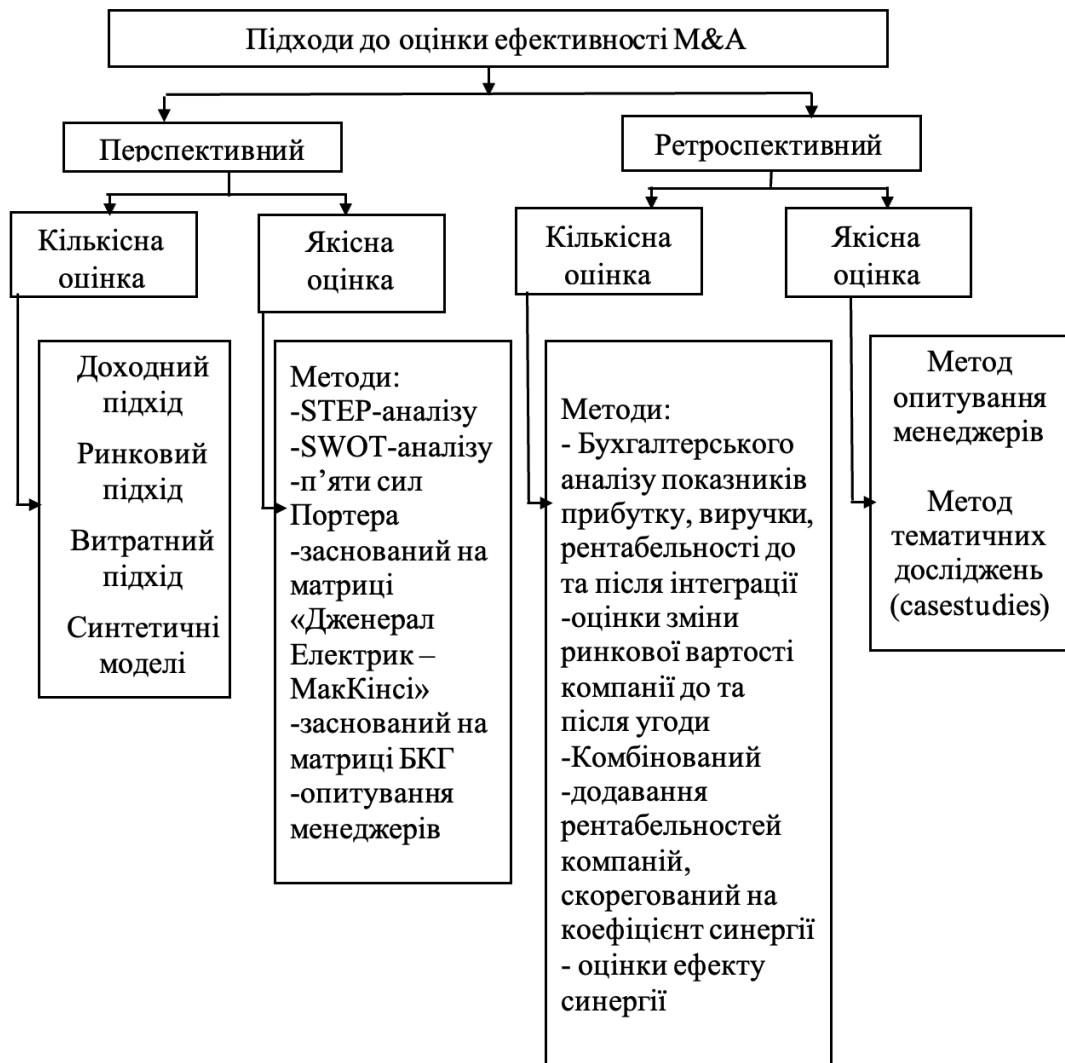 Підходи до оцінки ефективності M&A
Перспективний
Ретроспективний
Кількісна
оцінка
Якісна
оцінка
Кількісна
оцінка
Якісна
оцінка
Доходний
підхід
Ринковий
підхід
Витратний
підхід
Синтетичні
моделі
Методи:
-STEP-аналізу
-SWOT-аналізу
-п’яти сил
Портера
-заснований на
матриці
«Дженерал
Електрик –
МакКінсі»
-заснований на
матриці БКГ
-опитування
менеджерів
Методи:
- Бухгалтерського
аналізу показників
прибутку, виручки,
рентабельності до
та після інтеграції
-оцінки зміни
ринкової вартості
компанії до та
після угоди
-Комбінований
-додавання
рентабельностей
компаній,
скорегований на
коефіцієнт синергії
- оцінки ефекту
синергії
Метод
опитування
менеджерів
Метод
тематичних
досліджень
(casestudies)